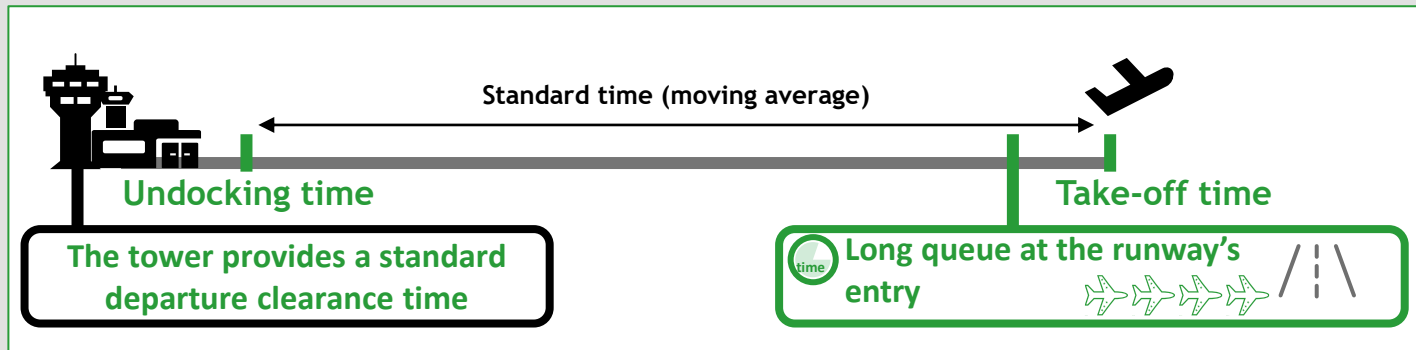 Standard time (moving average)
Undocking time
Take-off time
The tower provides a standard
departure clearance time
time
Long queue at the runway's
entry